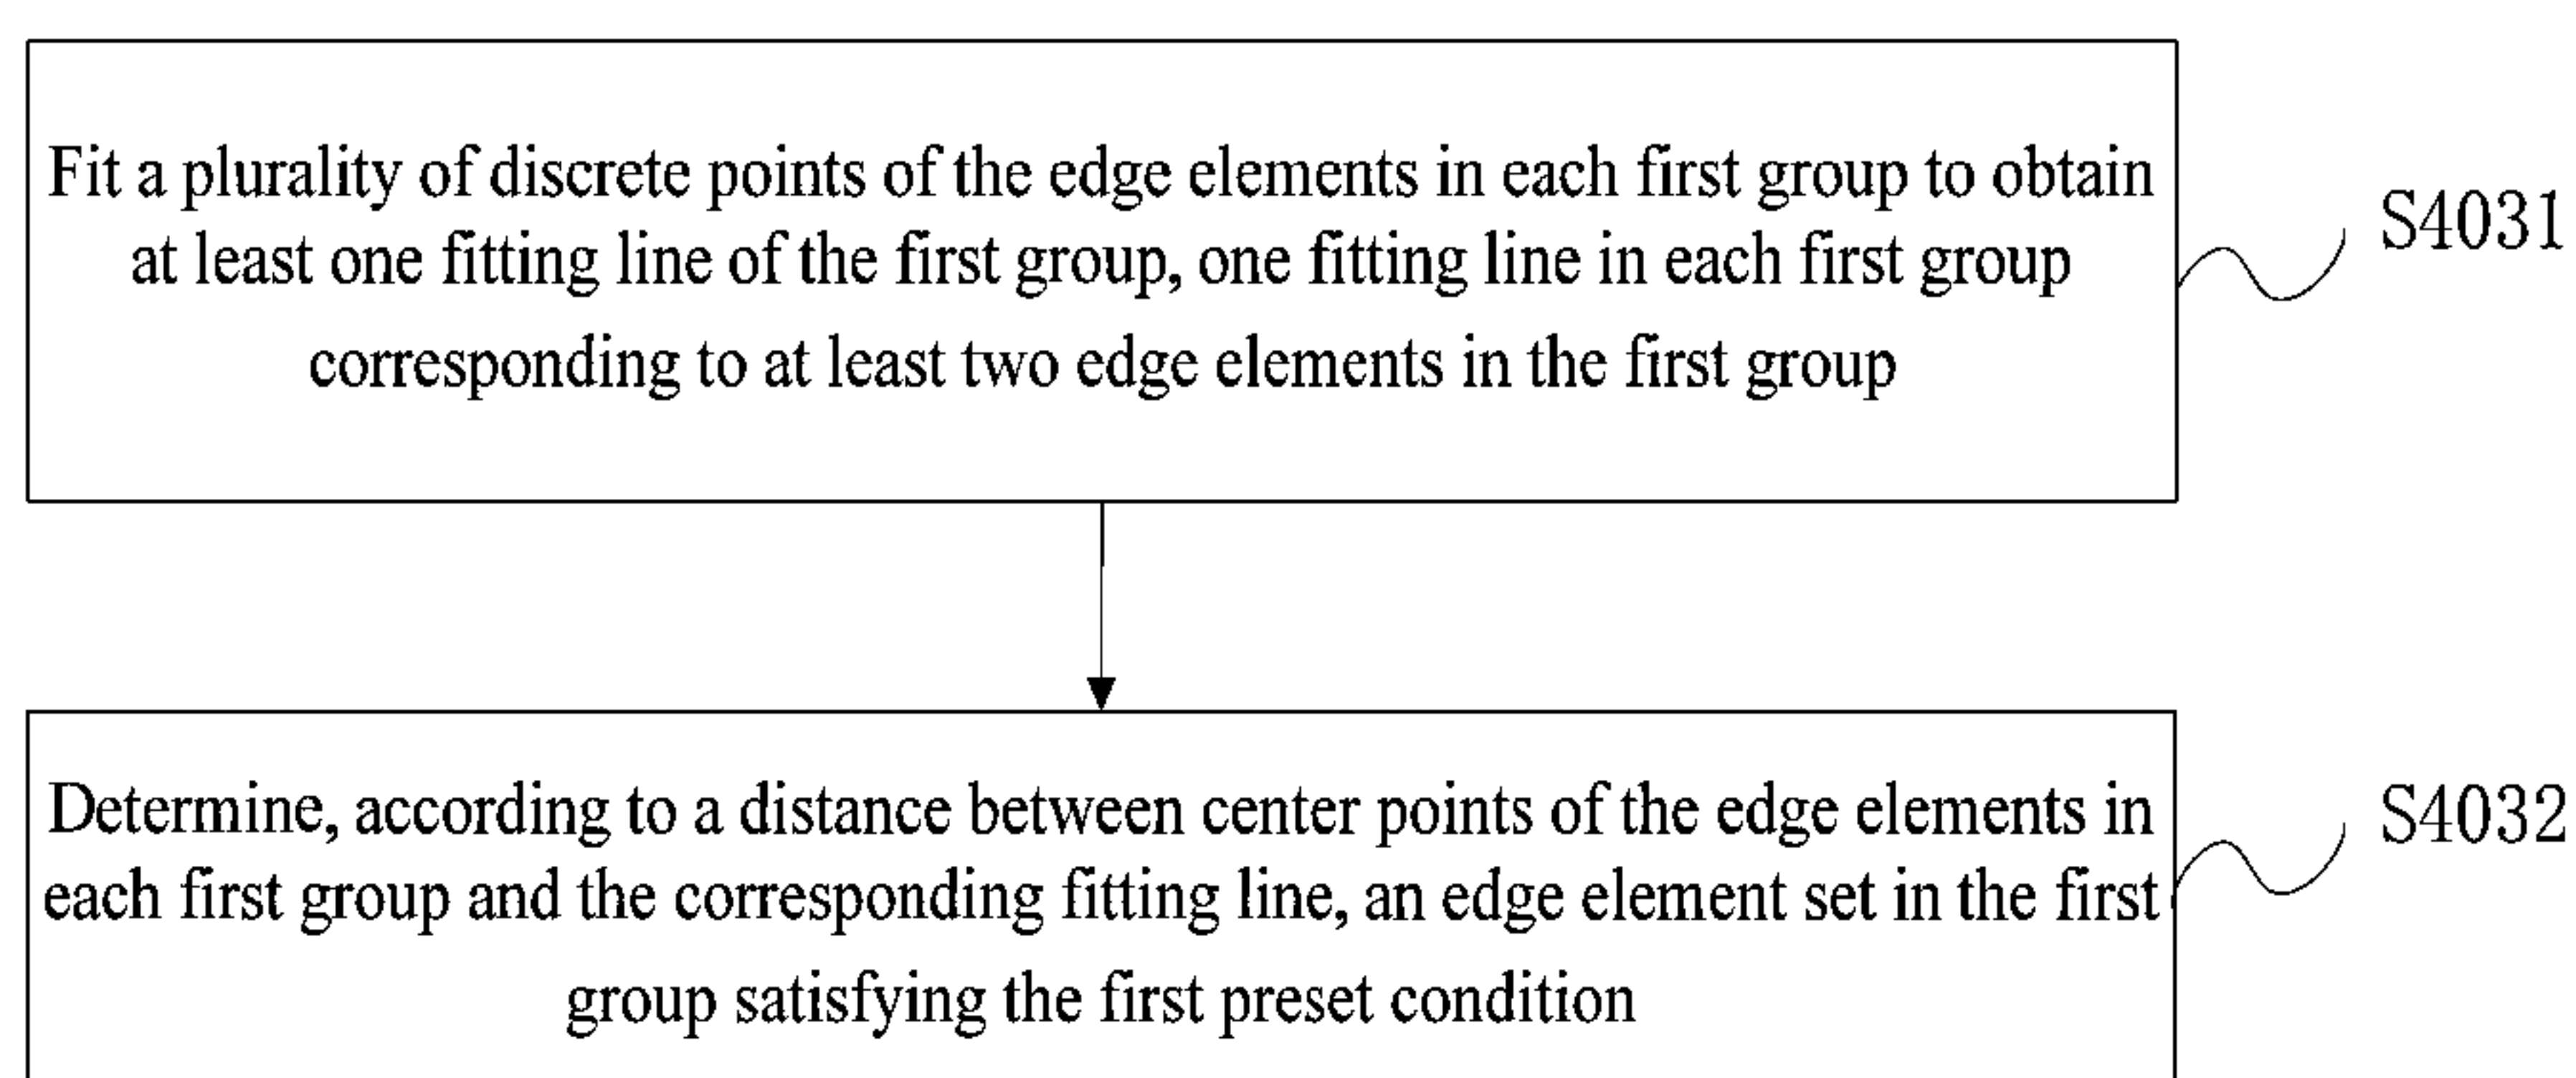 Fit a plurality of discrete points of the edge elements in each first group to obtain
at least one fitting line of the first group, one fitting line in each first group
corresponding to at least two edge elements in the first group
S4031
Determine, according to a distance between center points of the edge elements in
each first group and the corresponding fitting line, an edge element set in the first
group satisfying the first preset condition
S4032